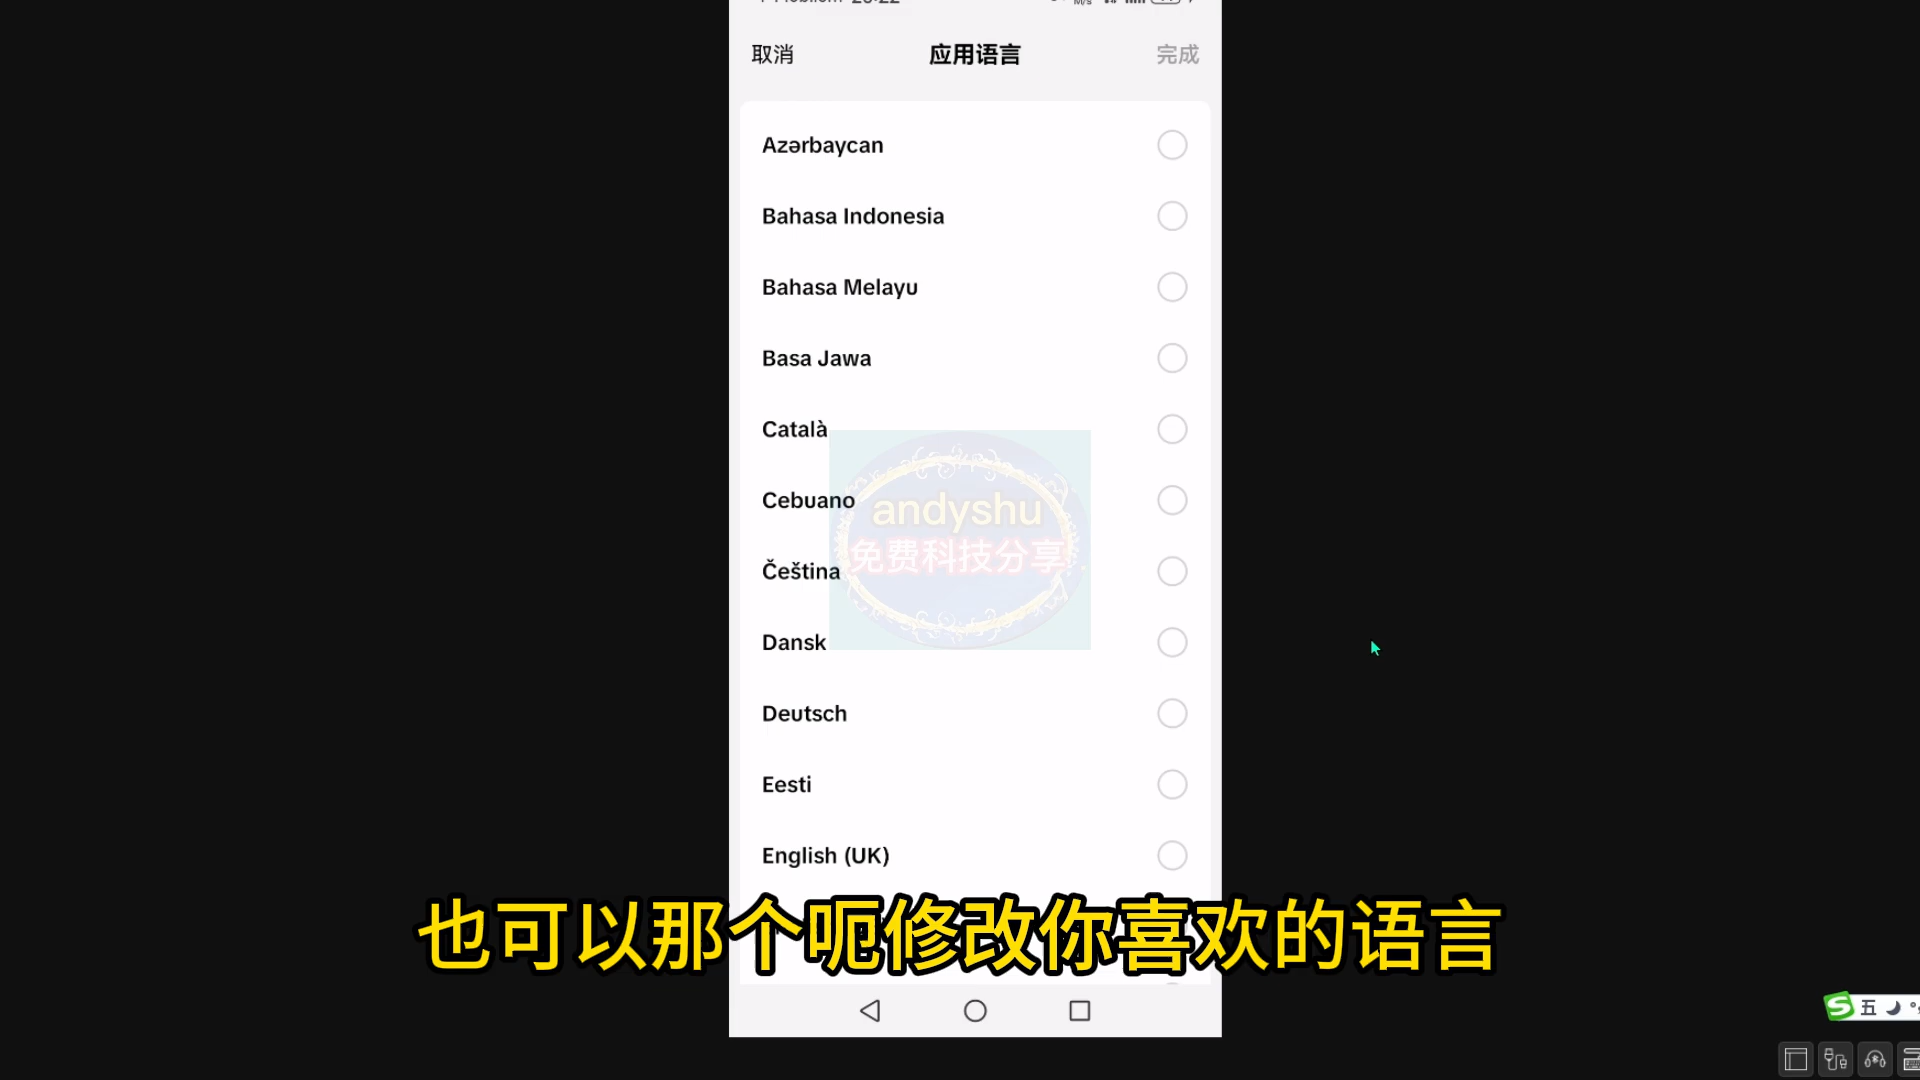 取消
应用语言
完成
Azərbaycan
Bahasa Indonesia
Bahasa Melayu
Basa Jawa
Català
Cebuano
andyshu
免费科技分享
Čeština
Dansk
Deutsch
Eesti
English (UK)
也可以那个呃修改你喜欢的语言
五